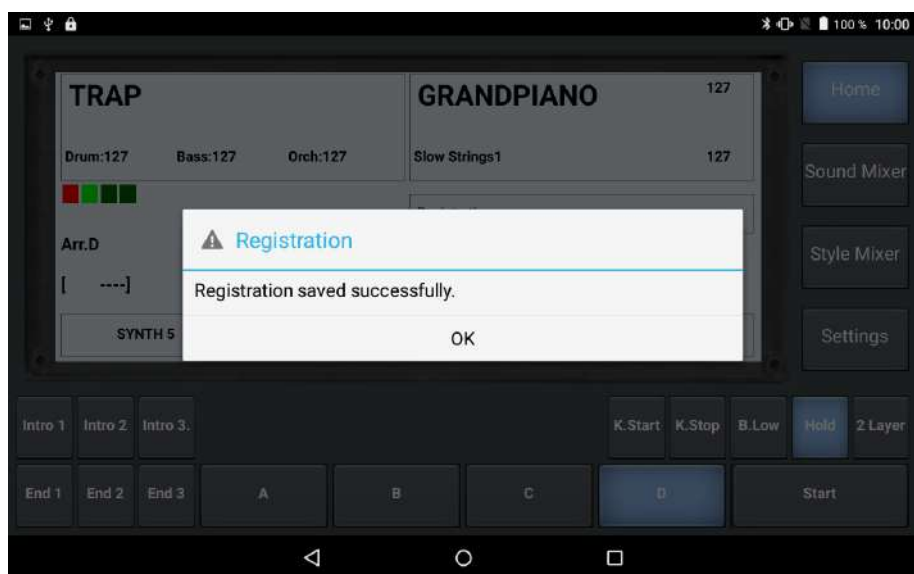 100 % 10:00
TRAP
GRANDPIANO 127
Home
Drum:127 Bass:127 Orch:127
Slow Strings1 127
Sound Mixer
Arr.D
Registration
Registration saved successfully.
OK
Style Mixer
[ ----]
SYNTH 5
Settings
Intro 1 Intro 2 Intro 3.
K.Start K.Stop B.Low Hold 2 Layer
End 1 End 2 End 3 A B C D Start